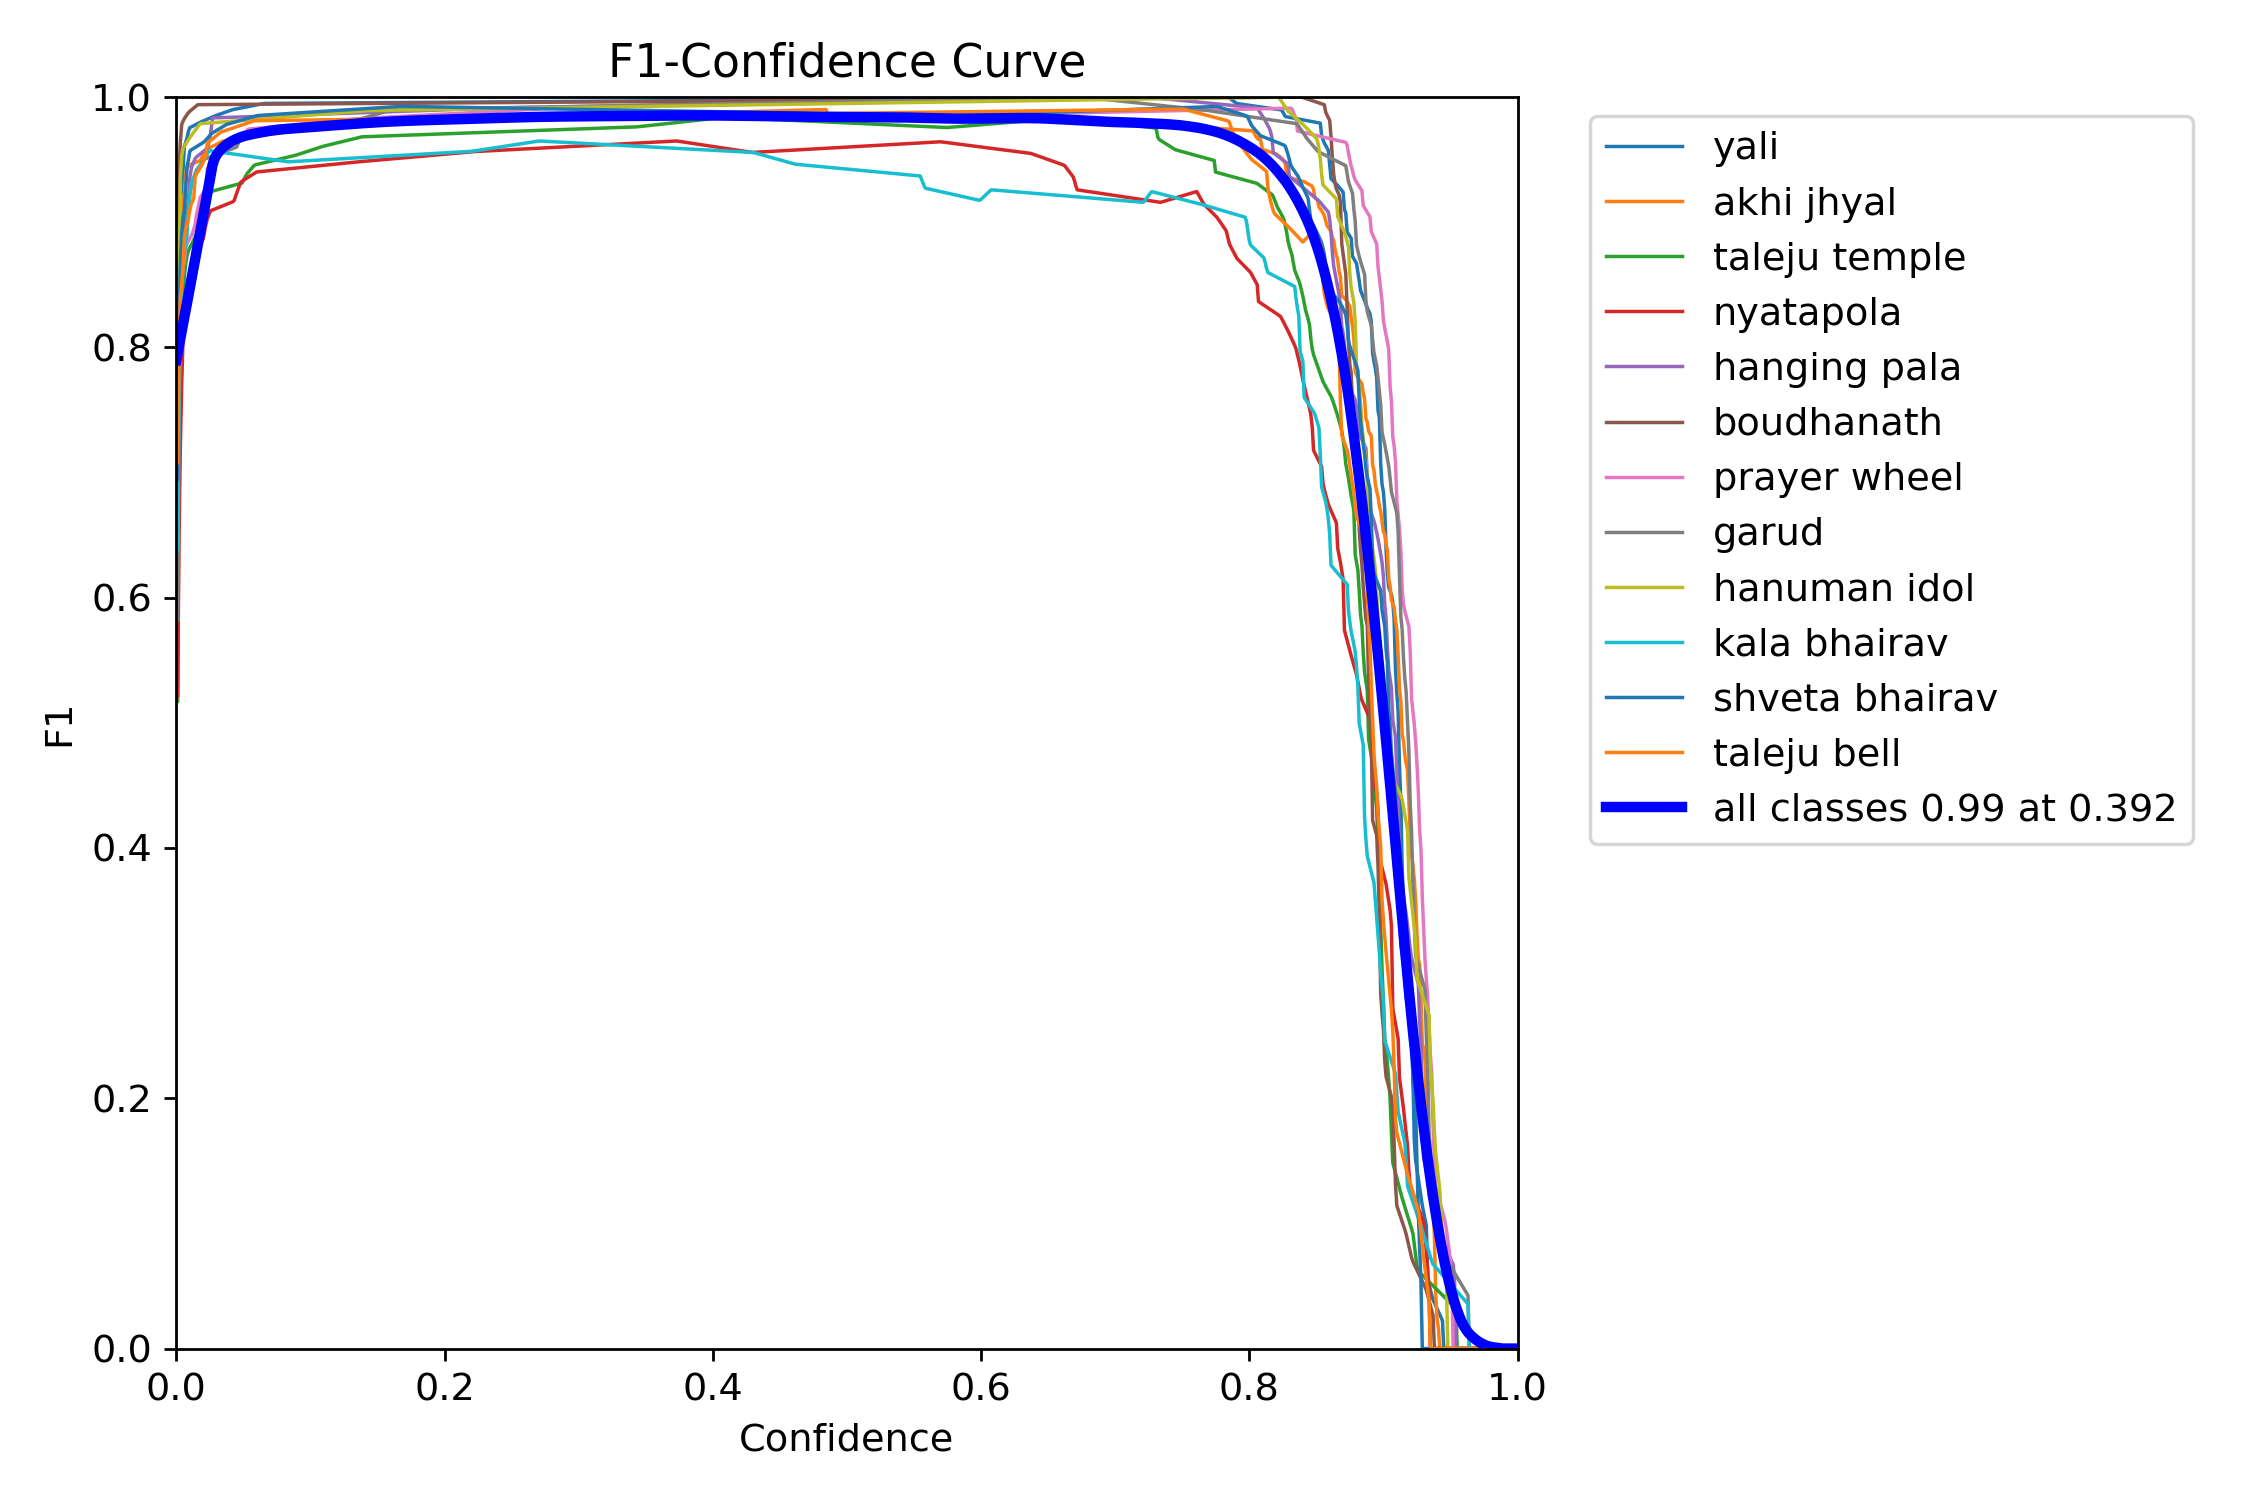 F1-Confidence Curve
1.0
0.8
0.6
0.4
0.2
0.0
F1
0.0 0.2 0.4 0.6 0.8 1.0
Confidence
yali
akhi jhyal
taleju temple
nyatapola
hanging pala
boudhanath
prayer wheel
garud
hanuman idol
kala bhairav
shveta bhairav
taleju bell
all classes 0.99 at 0.392